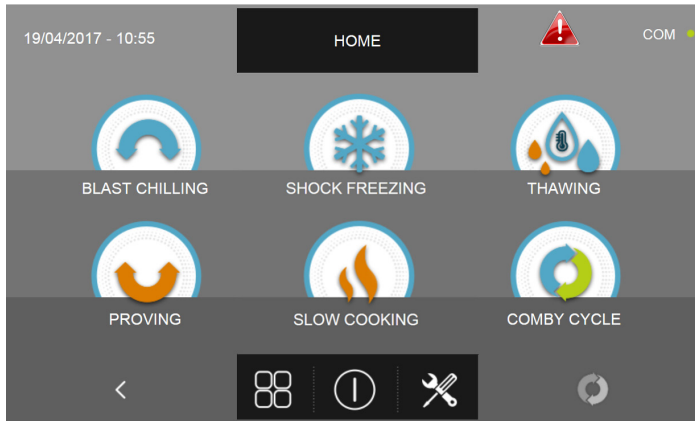 19/04/2017 - 10:55
HOME
COM
BLAST CHILLING
SHOCK FREEZING
THAWING
PROVING
SLOW COOKING
COMBY CYCLE